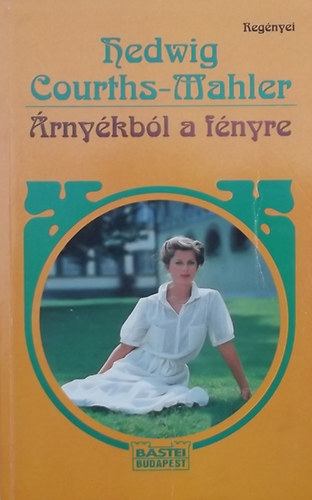 Regényei
Hedwig
Courths-Mahler
Árnyékból a fényre
BASTEI
BUDAPEST